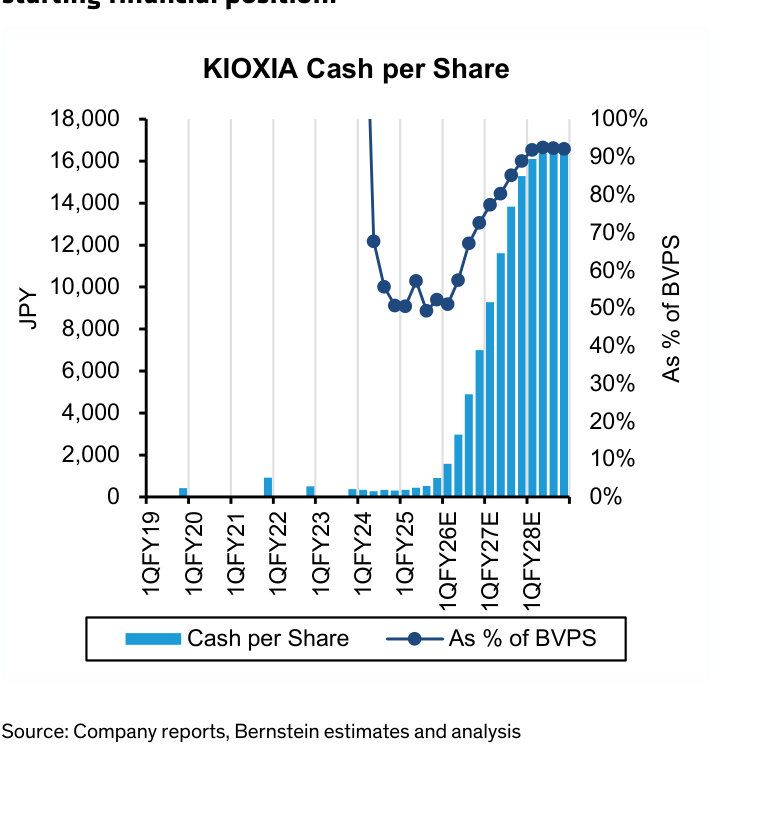 starting financial position.
KIOXIA Cash per Share
18,000
16,000
14,000
12,000
10,000
8,000
6,000
4,000
2,000
0
JPY
100%
90%
80%
70%
60%
50%
40%
30%
20%
10%
0%
As % of BVPS
1QFY19
1QFY20
1QFY21
1QFY22
1QFY23
1QFY24
1QFY25
1QFY26E
1QFY27E
1QFY28E
Cash per Share
As % of BVPS
Source: Company reports, Bernstein estimates and analysis